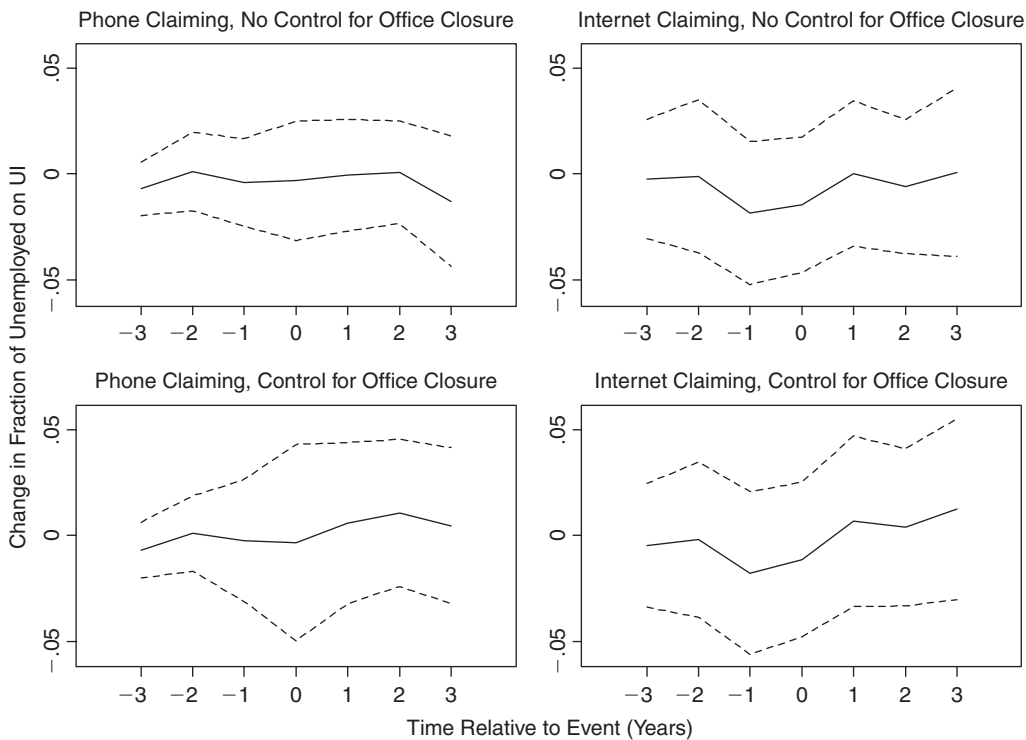 Phone Claiming, No Control for Office Closure
Internet Claiming, No Control for Office Closure
Change in Fraction of Unemployed on UI
.05
0
−.05
−3 −2 −1 0 1 2 3
.05
0
−.05
−3 −2 −1 0 1 2 3
Phone Claiming, Control for Office Closure
Internet Claiming, Control for Office Closure
.05
0
−.05
−3 −2 −1 0 1 2 3
.05
0
−.05
−3 −2 −1 0 1 2 3
Time Relative to Event (Years)